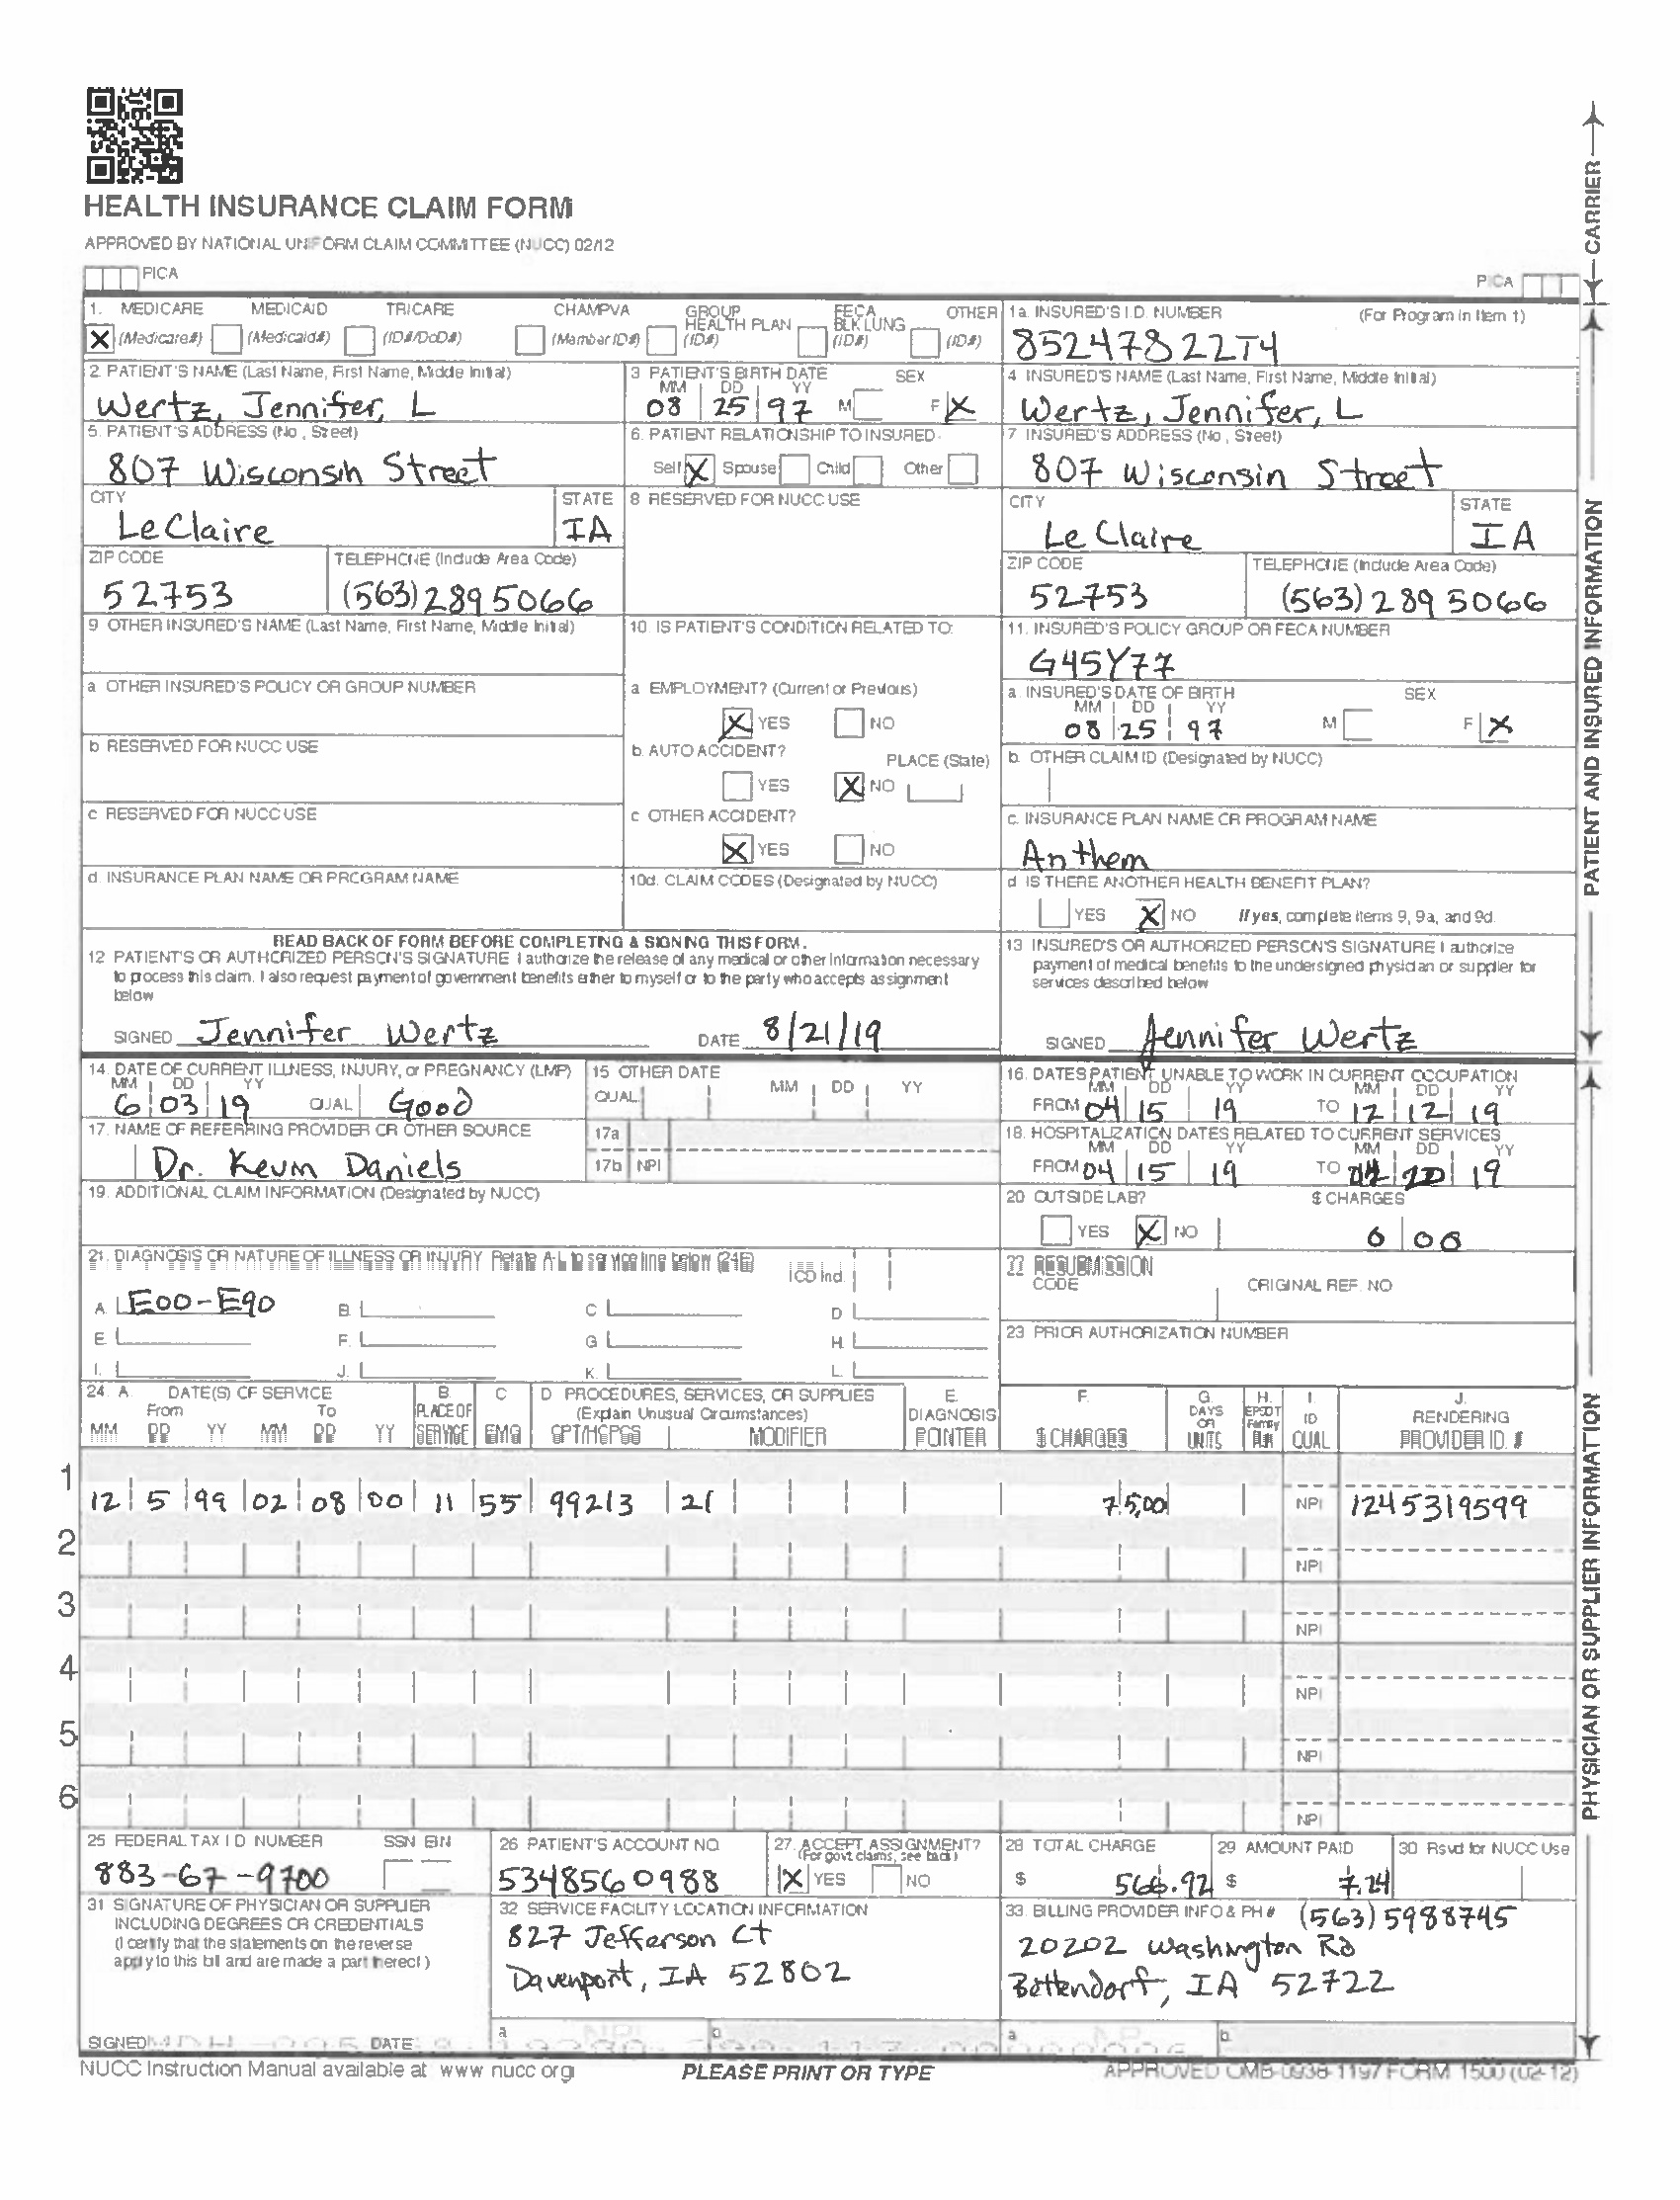 HEALTH INSURANCE CLAIM FORM
APPROVED BY NATIONAL UNIFORM CLAIM COMMITTEE (NUCC) 02/12
PICA
PICA
CARRIER
1. MEDICARE MEDICAID TRICARE CHAMPVA GROUP HEALTH PLAN FECA BLK LUNG OTHER
X (Medicare#) (Medicaid#) (ID#/DoD#) (Member ID#) (ID#) (ID#) (ID#)
1a. INSURED'S I.D. NUMBER (For Program in Item 1)
85247822T4
2. PATIENT'S NAME (Last Name, First Name, Middle Initial)
Wertz, Jennifer, L
3 PATIENT'S BIRTH DATE SEX
MM DD YY
08 25 97 M F X
4 INSURED'S NAME (Last Name, First Name, Middle Initial)
Wertz, Jennifer, L
5. PATIENT'S ADDRESS (No, Street)
807 Wisconsin Street
6. PATIENT RELATIONSHIP TO INSURED
Self X Spouse Child Other
7 INSURED'S ADDRESS (No, Street)
807 Wisconsin Street
CITY STATE
LeClaire IA
8 RESERVED FOR NUCC USE
CITY STATE
Le Claire IA
ZIP CODE TELEPHONE (Include Area Code)
52753 (563) 289 5066
ZIP CODE TELEPHONE (Include Area Code)
52753 (563) 289 5066
9 OTHER INSURED'S NAME (Last Name, First Name, Middle Initial)
10. IS PATIENT'S CONDITION RELATED TO:
11. INSURED'S POLICY GROUP OR FECA NUMBER
G45Y77
a OTHER INSURED'S POLICY OR GROUP NUMBER
a EMPLOYMENT? (Current or Previous)
X YES NO
a. INSURED'S DATE OF BIRTH SEX
MM DD YY
08 25 97 M F X
b RESERVED FOR NUCC USE
b. AUTO ACCIDENT? PLACE (State)
YES X NO
b. OTHER CLAIM ID (Designated by NUCC)
c RESERVED FOR NUCC USE
c OTHER ACCIDENT?
X YES NO
c. INSURANCE PLAN NAME OR PROGRAM NAME
Anthem
d. INSURANCE PLAN NAME OR PROGRAM NAME
10d. CLAIM CODES (Designated by NUCC)
d IS THERE ANOTHER HEALTH BENEFIT PLAN?
YES X NO If yes, complete items 9, 9a, and 9d.
PATIENT AND INSURED INFORMATION
READ BACK OF FORM BEFORE COMPLETING & SIGNING THIS FORM.
12 PATIENT'S OR AUTHORIZED PERSON'S SIGNATURE I authorize the release of any medical or other Information necessary
to process this claim. I also request payment of government benefits either to myself or to the party who accepts assignment
below
SIGNED Jennifer Wertz DATE 8/21/19
13 INSURED'S OR AUTHORIZED PERSON'S SIGNATURE I authorize
payment of medical benefits to the undersigned physician or supplier for
services described below
SIGNED Jennifer Wertz
14. DATE OF CURRENT ILLNESS, INJURY, or PREGNANCY (LMP)
MM DD YY
6 03 19 QUAL Good
15 OTHER DATE
QUAL MM DD YY
16. DATES PATIENT UNABLE TO WORK IN CURRENT OCCUPATION
MM DD YY MM DD YY
FROM 04 15 19 TO 12 12 19
17. NAME OF REFERRING PROVIDER OR OTHER SOURCE
Dr. Kevin Daniels
17a
17b NPI
18. HOSPITALIZATION DATES RELATED TO CURRENT SERVICES
MM DD YY MM DD YY
FROM 04 15 19 TO 20 19
19. ADDITIONAL CLAIM INFORMATION (Designated by NUCC)
20 OUTSIDE LAB? $ CHARGES
YES X NO 0 00
21. DIAGNOSIS OR NATURE OF ILLNESS OR INJURY Relate A-L to service line below (24E) ICD Ind.
A. E00-E90 B. C D
E F. G H.
I. J. K. L.
22 RESUBMISSION
CODE ORIGINAL REF. NO
23 PRIOR AUTHORIZATION NUMBER
24. A. DATE(S) OF SERVICE B. C D PROCEDURES, SERVICES, OR SUPPLIES E. F. G. H. I. J.
From To PLACE OF (Explain Unusual Circumstances) DIAGNOSIS DAYS OR UNITS EPSDT Family Plan ID QUAL RENDERING
MM DD YY MM DD YY SERVICE EMG CPT/HCPCS MODIFIER POINTER $ CHARGES PROVIDER ID. #
1
12 5 99 02 08 00 11 55 99213 21 75,00 NPI 1245319599
2
NPI
3
NPI
4
NPI
5
NPI
6
NPI
PHYSICIAN OR SUPPLIER INFORMATION
25 FEDERAL TAX I D NUMBER SSN EIN
883-67-9700
26 PATIENT'S ACCOUNT NO.
5348560988
27. ACCEPT ASSIGNMENT?
(For govt claims, see back)
X YES NO
28 TOTAL CHARGE
$ 566.92
29 AMOUNT PAID
$ 7.24
30 Rsvd for NUCC Use
31 SIGNATURE OF PHYSICIAN OR SUPPLIER
INCLUDING DEGREES OR CREDENTIALS
(I certify that the statements on the reverse
apply to this bill and are made a part thereof)
SIGNED DATE
32 SERVICE FACILITY LOCATION INFORMATION
827 Jefferson Ct
Davenport, IA 52802
a
b
33. BILLING PROVIDER INFO & PH # (563) 5988745
20202 Washington Rd
Bettendorf, IA 52722
a
b
NUCC Instruction Manual available at www nucc org
PLEASE PRINT OR TYPE
APPROVED OMB-0938-1197 FORM 1500 (02-12)